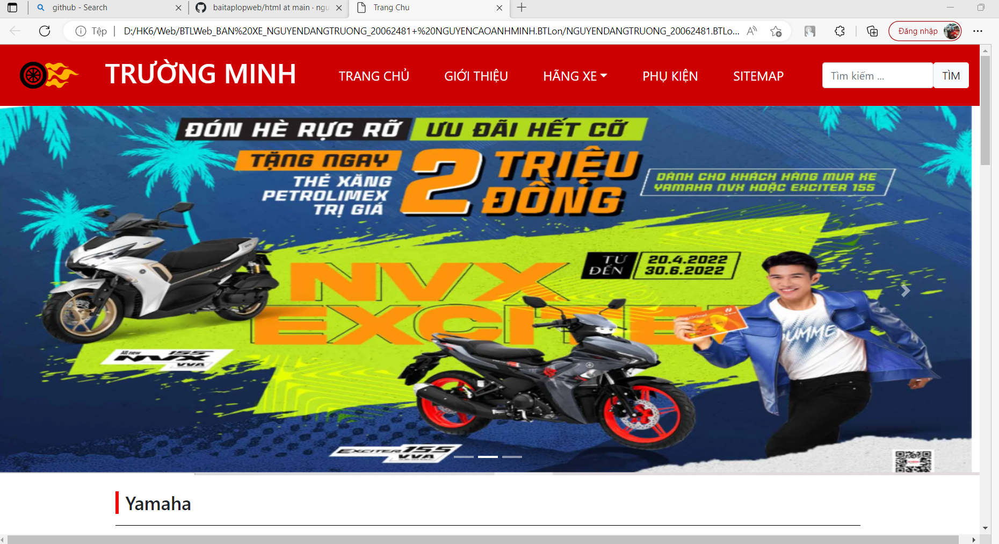 github - Search
baitaplopweb/html at main · ngu
Trang Chu
Tệp
D:/HK6/Web/BTLWeb_BAN%20XE_NGUYENDANGTRUONG_20062481+%20NGUYENCAOANHMINH.BTLon/NGUYENDANGTRUONG_20062481.BTLo...
Đăng nhập
TRƯỜNG MINH
TRANG CHỦ
GIỚI THIỆU
HÃNG XE
PHỤ KIỆN
SITEMAP
Tìm kiếm ...
TÌM
ĐÓN HÈ RỰC RỠ ƯU ĐÃI HẾT CỠ
TẶNG NGAY
THẺ XĂNG
PETROLIMEX
TRỊ GIÁ
2 TRIỆU
ĐỒNG
DÀNH CHO KHÁCH HÀNG MUA XE
YAMAHA NVX HOẶC EXCITER 155
TỪ 20.4.2022
ĐẾN 30.6.2022
NVX
EXCITER
SUMMER
All new
NVX 155
VVA
EXCITER 155
VVA
Yamaha